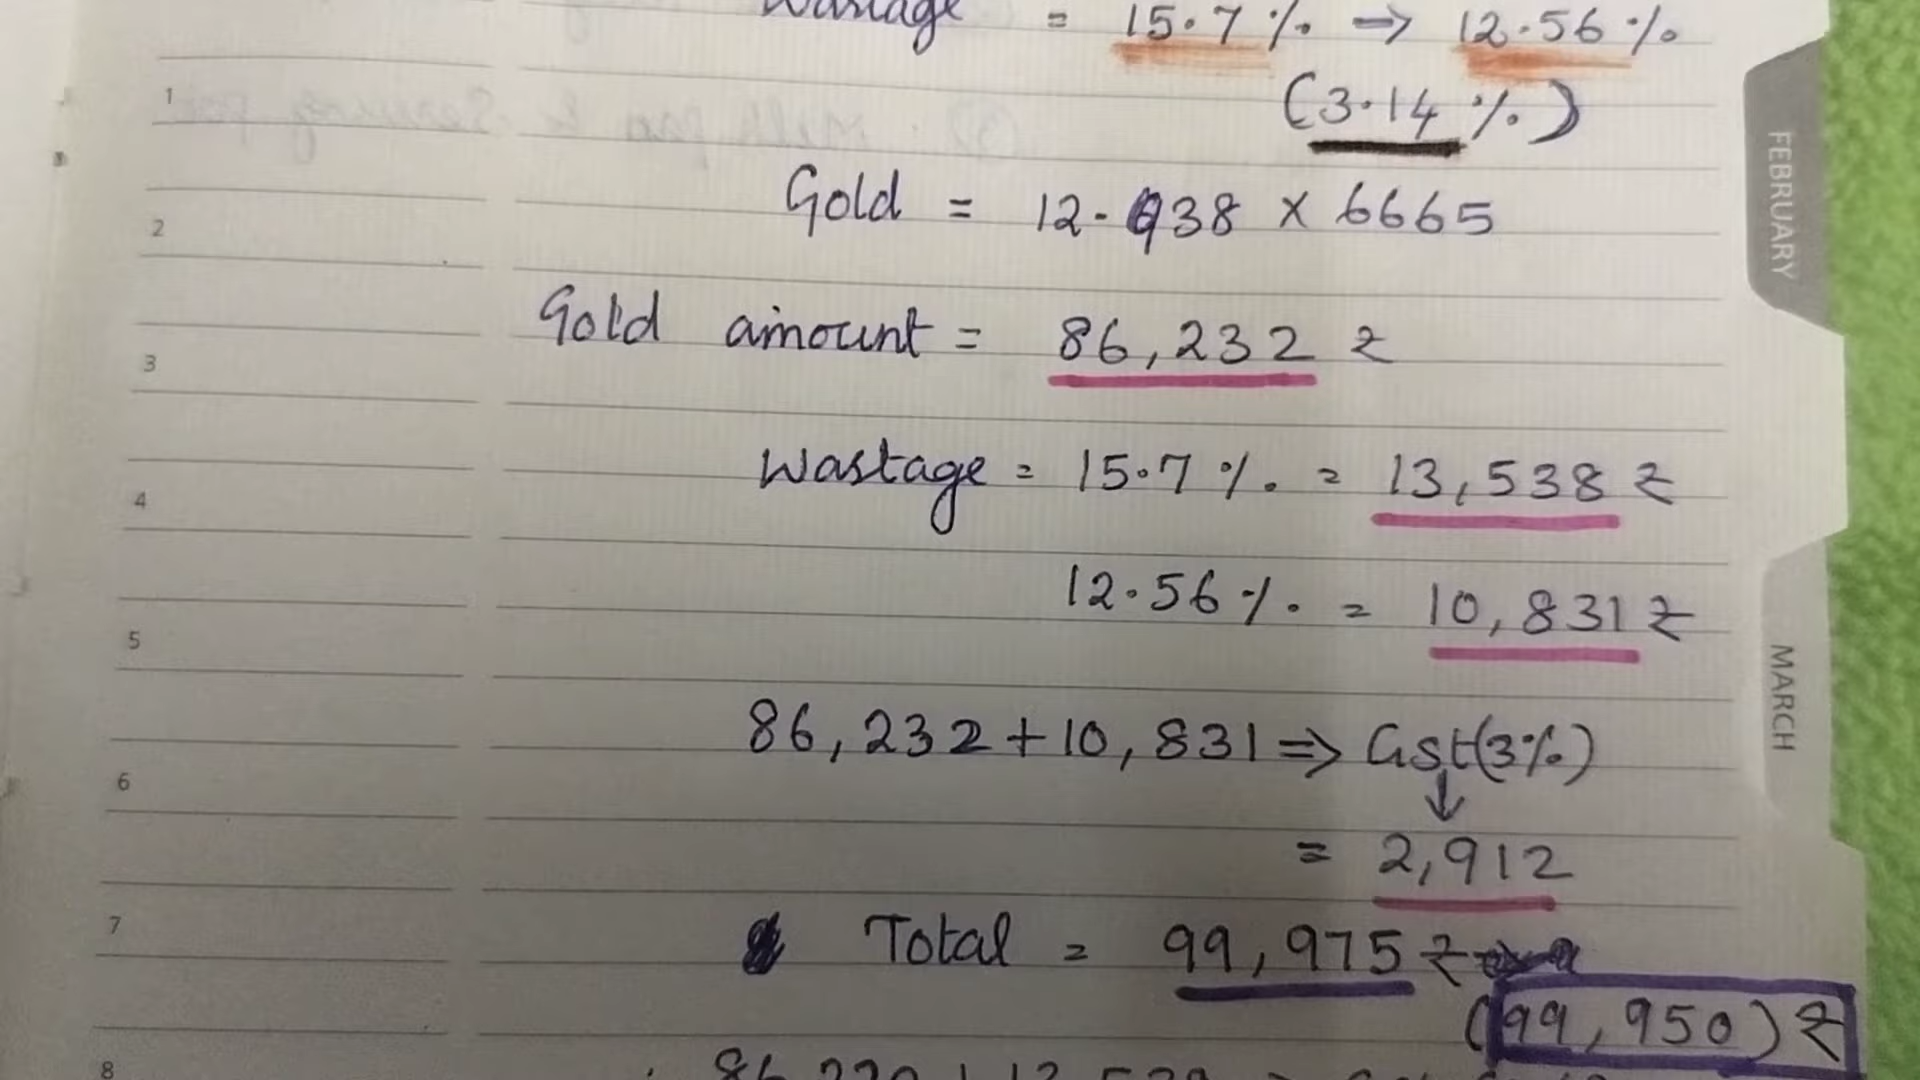 Wastage = 15.7 % ⇒ 12.56 %
1
(3.14 %)
FEBRUARY
Gold = 12.938 x 6665
2
Gold amount = 86,232 ₹
3
Wastage = 15.7 % = 13,538 ₹
4
12.56 % = 10,831 ₹
5
MARCH
86,232 + 10,831 ⇒ Gst(3%)
6
↓
= 2,912
7
Total = 99,975 ₹
(99,950) ₹
8